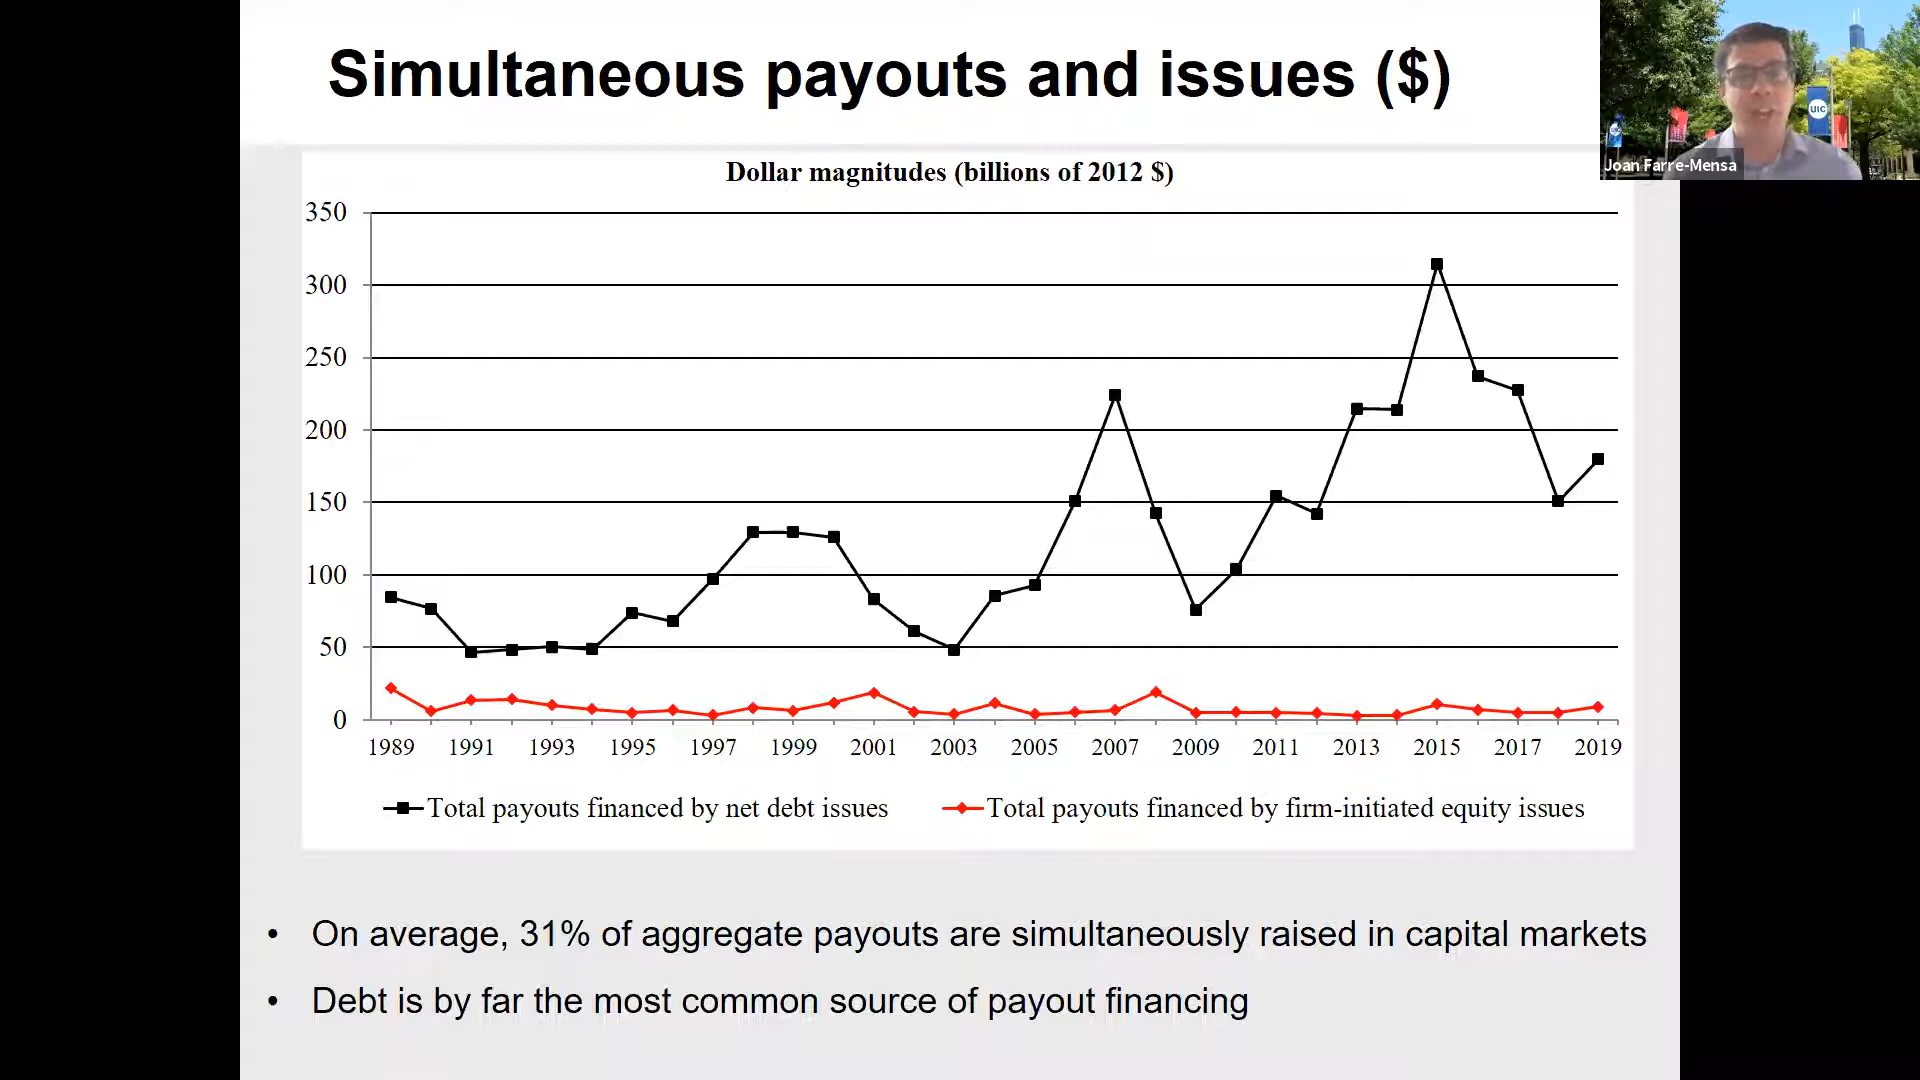 Simultaneous payouts and issues ($)
UIC
UIC
Joan Farre-Mensa
Dollar magnitudes (billions of 2012 $)
350
300
250
200
150
100
50
0
1989 1991 1993 1995 1997 1999 2001 2003 2005 2007 2009 2011 2013 2015 2017 2019
Total payouts financed by net debt issues Total payouts financed by firm-initiated equity issues
• On average, 31% of aggregate payouts are simultaneously raised in capital markets
• Debt is by far the most common source of payout financing